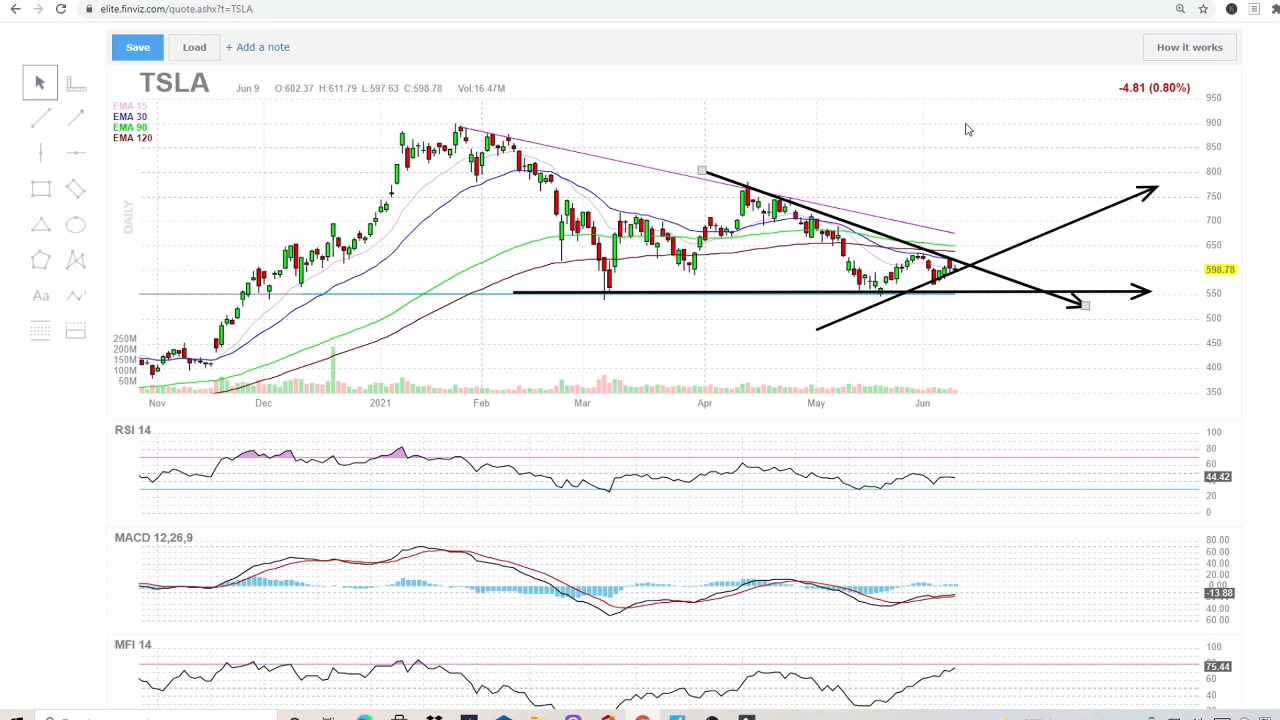 elite.finviz.com/quote.ashx?t=TSLA
Save Load + Add a note How it works
TSLA Jun 9 O:602.37 H:611.79 L:597.63 C:598.78 Vol:16.47M -4.81 (0.80%)
EMA 15
EMA 30
EMA 90
EMA 120
DAILY
Aa
950
900
850
800
750
700
650
598.78
550
500
450
400
350
250M
200M
150M
100M
50M
Nov Dec 2021 Feb Mar Apr May Jun
RSI 14
100
80
60
44.42
20
0
MACD 12,26,9
80.00
60.00
40.00
20.00
0.00
-13.88
40.00
60.00
MFI 14
100
75.44
60
40